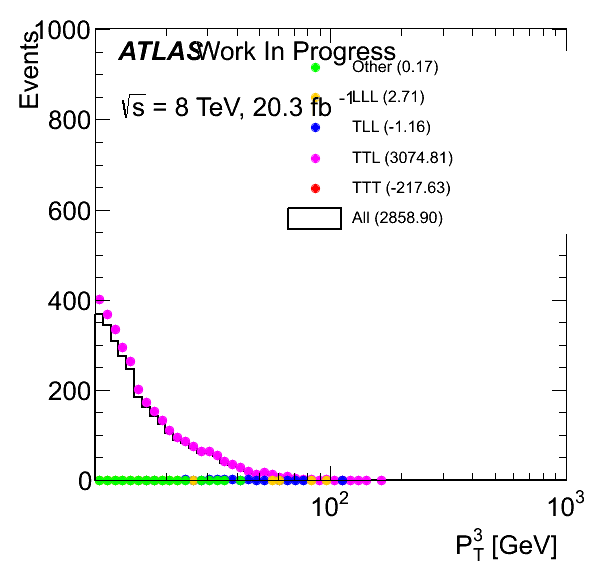 Events
1000
800
600
400
200
0
ATLAS Work In Progress
√s = 8 TeV, 20.3 fb -1
Other (0.17)
LLL (2.71)
TLL (-1.16)
TTL (3074.81)
TTT (-217.63)
All (2858.90)
10²
10³
P³_T [GeV]